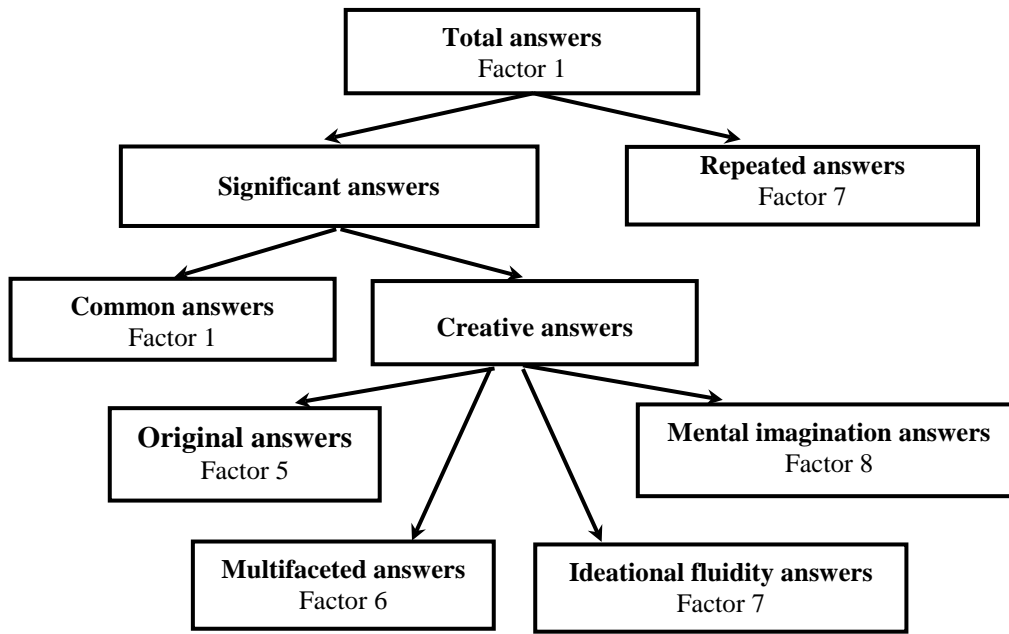 Total answers
Factor 1
Significant answers
Repeated answers
Factor 7
Common answers
Factor 1
Creative answers
Original answers
Factor 5
Mental imagination answers
Factor 8
Multifaceted answers
Factor 6
Ideational fluidity answers
Factor 7